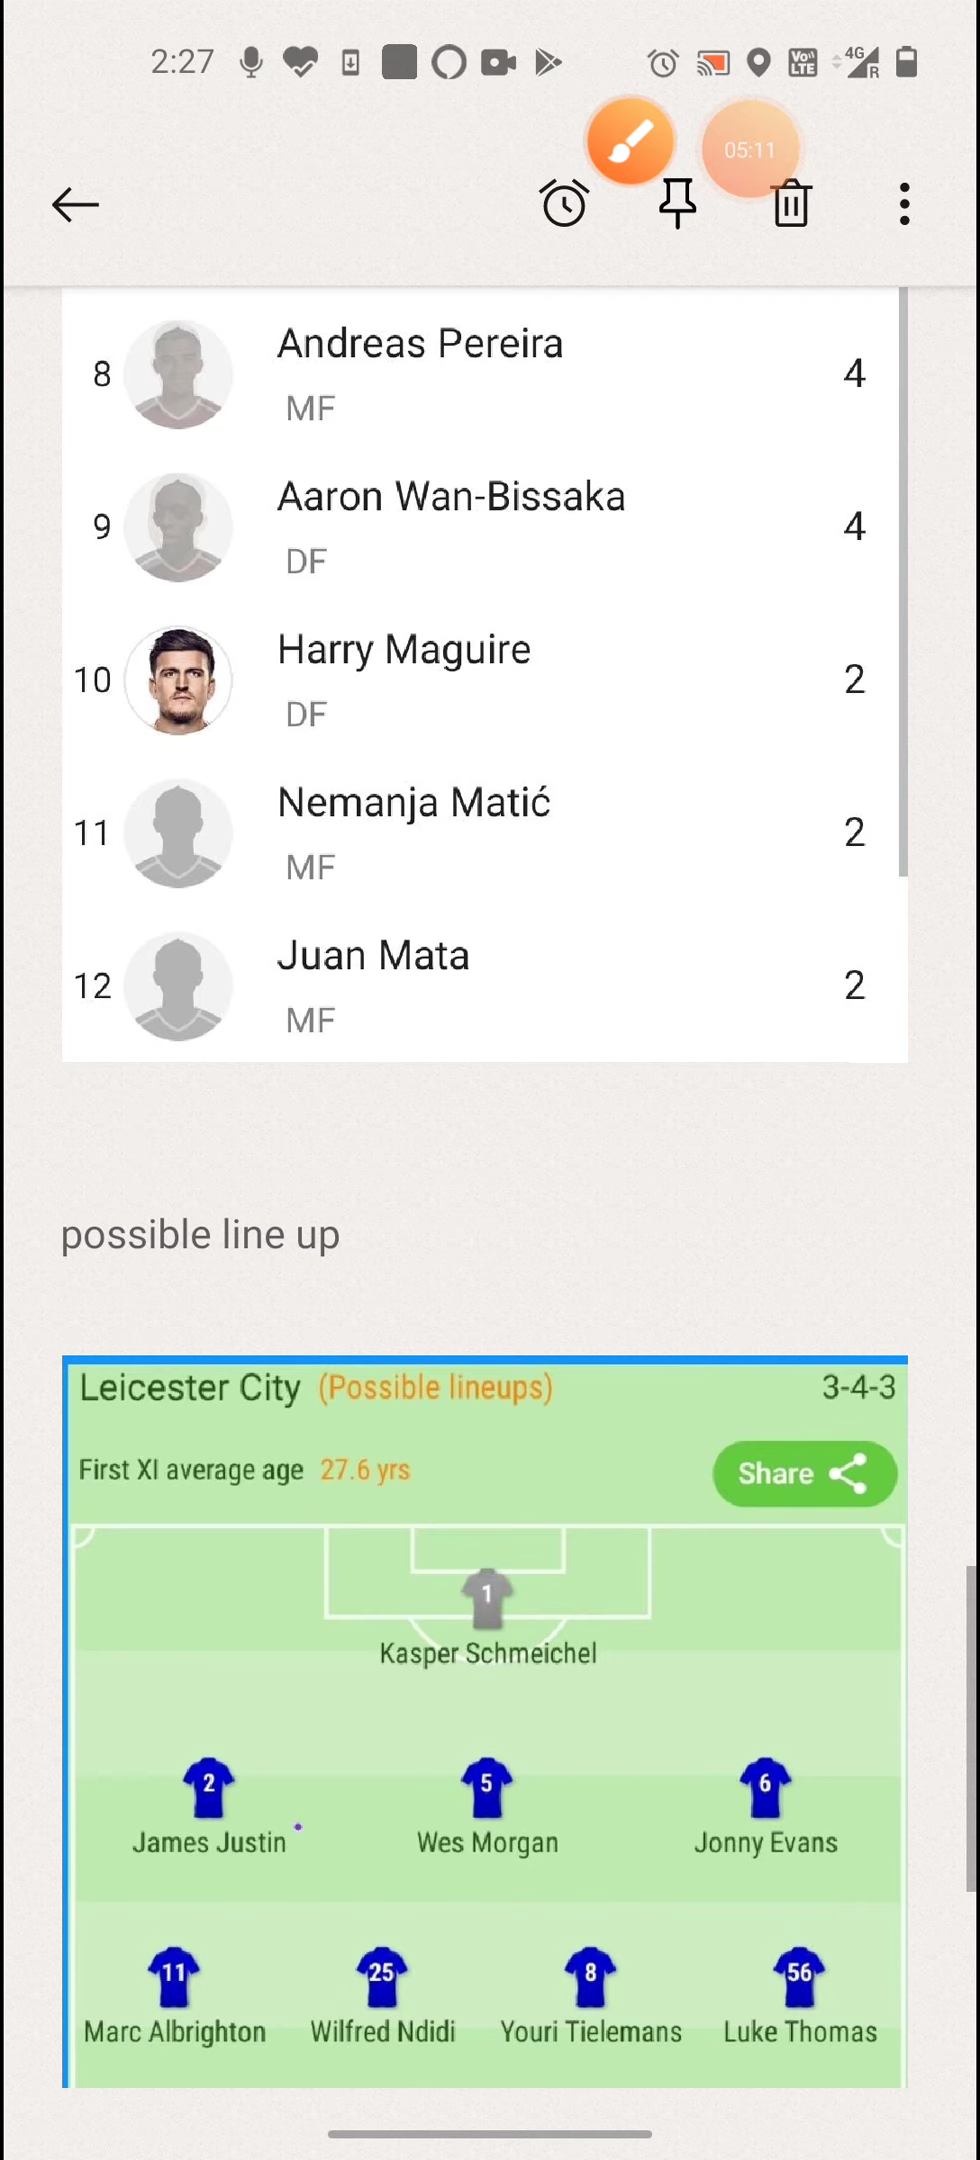 2:27
Vo)) LTE
4G
R
05:11
8 Andreas Pereira 4
MF
9 Aaron Wan-Bissaka 4
DF
10 Harry Maguire 2
DF
11 Nemanja Matić 2
MF
12 Juan Mata 2
MF
possible line up
Leicester City (Possible lineups) 3-4-3
First XI average age 27.6 yrs Share
1
Kasper Schmeichel
2 5 6
James Justin Wes Morgan Jonny Evans
11 25 8 56
Marc Albrighton Wilfred Ndidi Youri Tielemans Luke Thomas